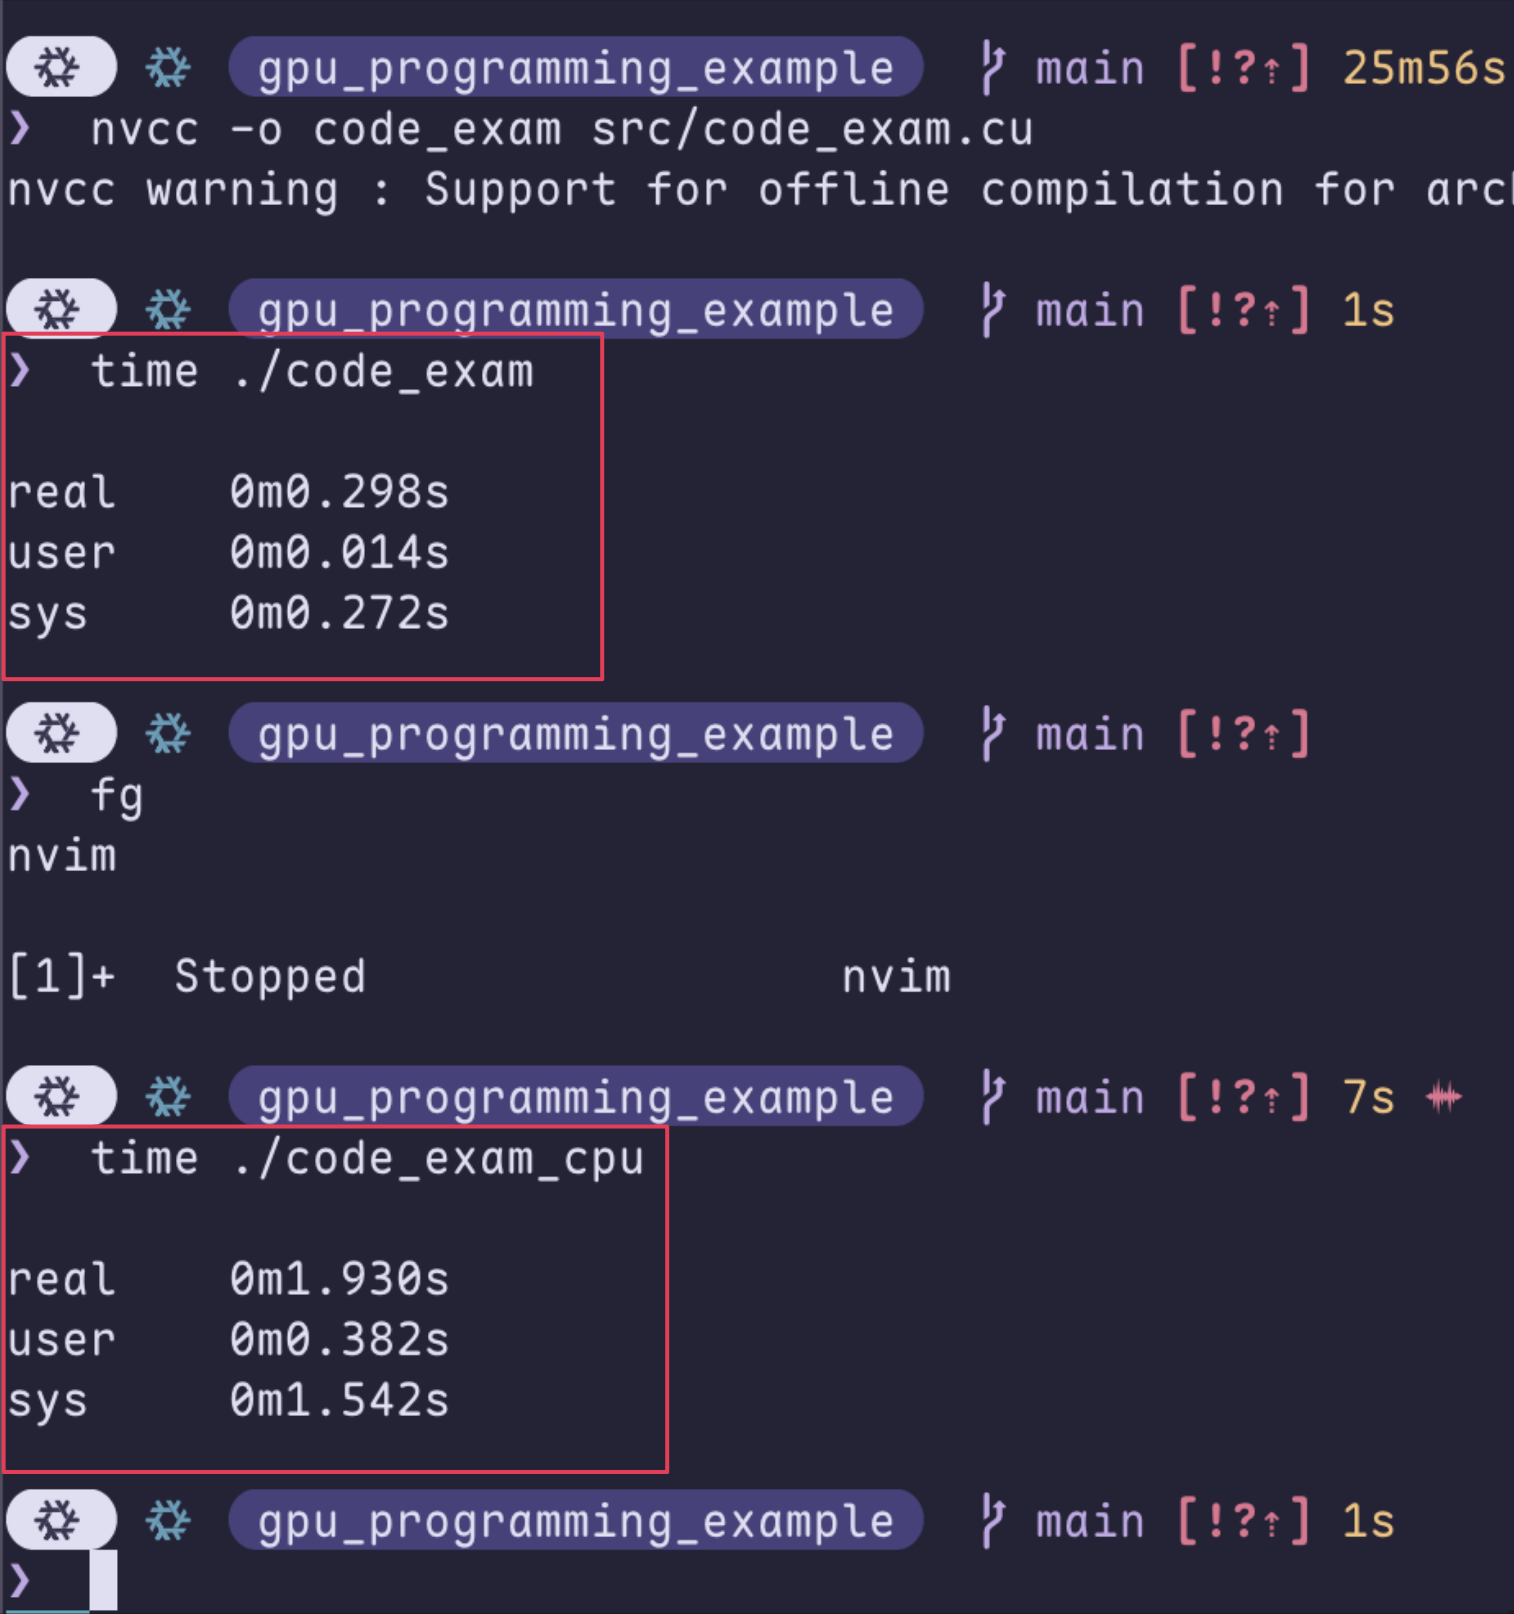 gpu_programming_example main [!?⇡] 25m56s
❯ nvcc -o code_exam src/code_exam.cu
nvcc warning : Support for offline compilation for
gpu_programming_example main [!?⇡] 1s
❯ time ./code_exam
real 0m0.298s
user 0m0.014s
sys 0m0.272s
gpu_programming_example main [!?⇡]
❯ fg
nvim
[1]+ Stopped nvim
gpu_programming_example main [!?⇡] 7s
❯ time ./code_exam_cpu
real 0m1.930s
user 0m0.382s
sys 0m1.542s
gpu_programming_example main [!?⇡] 1s
❯